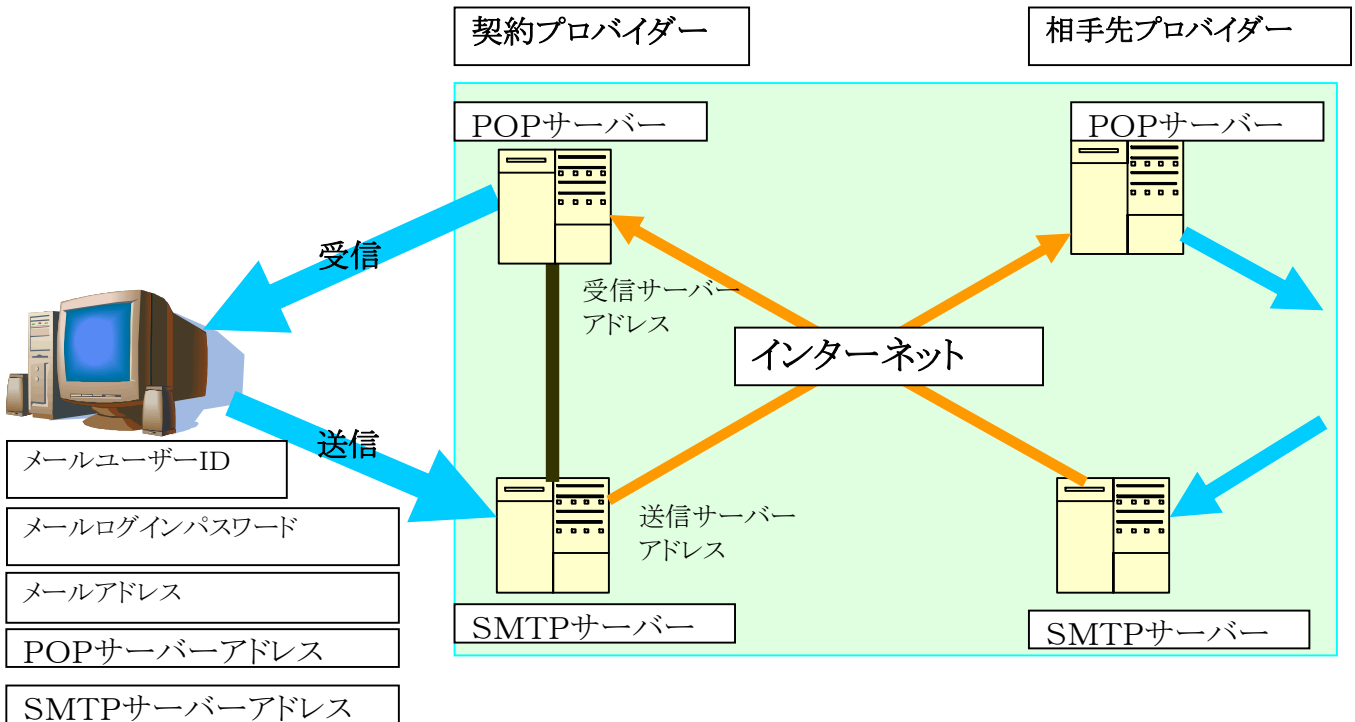 契約プロバイダー
相手先プロバイダー
POPサーバー
POPサーバー
受信
受信サーバー
アドレス
インターネット
送信
メールユーザーID
送信サーバー
アドレス
メールログインパスワード
メールアドレス
SMTPサーバー
SMTPサーバー
POPサーバーアドレス
SMTPサーバーアドレス